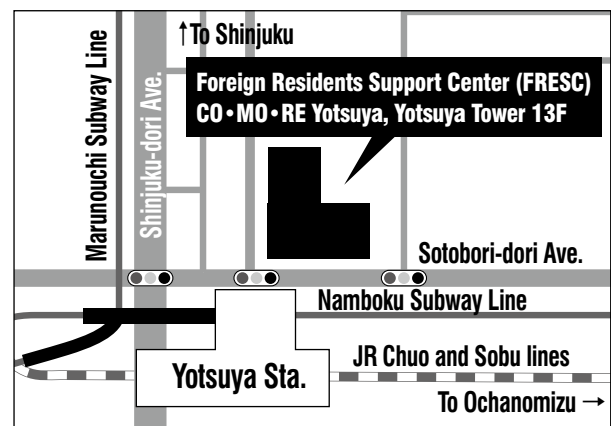 ↑To Shinjuku
Marunouchi Subway Line
Shinjuku-dori Ave.
Foreign Residents Support Center (FRESC)
CO•MO•RE Yotsuya, Yotsuya Tower 13F
Sotobori-dori Ave.
Namboku Subway Line
Yotsuya Sta.
JR Chuo and Sobu lines
To Ochanomizu →